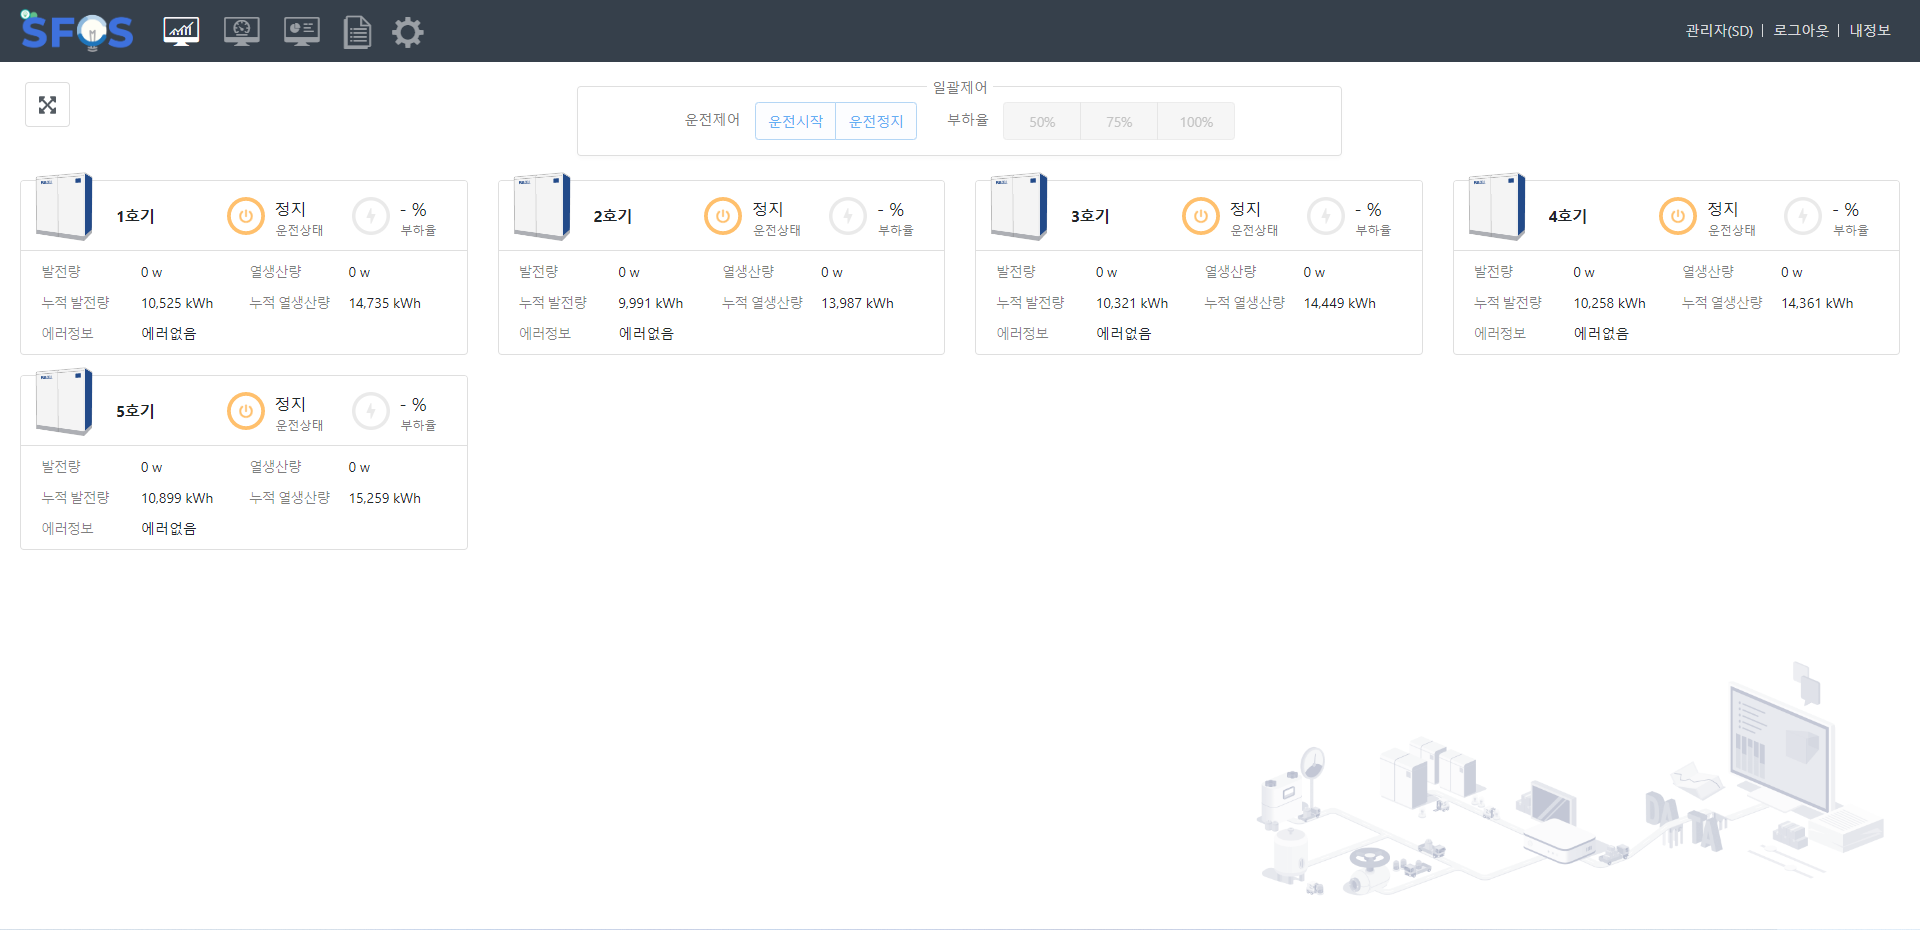 SFOS
관리자(SD) | 로그아웃 | 내정보
일괄제어
운전제어 운전시작 운전정지 부하율 50% 75% 100%
1호기 정지 운전상태 - % 부하율
발전량 0 w 열생산량 0 w
누적 발전량 10,525 kWh 누적 열생산량 14,735 kWh
에러정보 에러없음
2호기 정지 운전상태 - % 부하율
발전량 0 w 열생산량 0 w
누적 발전량 9,991 kWh 누적 열생산량 13,987 kWh
에러정보 에러없음
3호기 정지 운전상태 - % 부하율
발전량 0 w 열생산량 0 w
누적 발전량 10,321 kWh 누적 열생산량 14,449 kWh
에러정보 에러없음
4호기 정지 운전상태 - % 부하율
발전량 0 w 열생산량 0 w
누적 발전량 10,258 kWh 누적 열생산량 14,361 kWh
에러정보 에러없음
5호기 정지 운전상태 - % 부하율
발전량 0 w 열생산량 0 w
누적 발전량 10,899 kWh 누적 열생산량 15,259 kWh
에러정보 에러없음
DATA